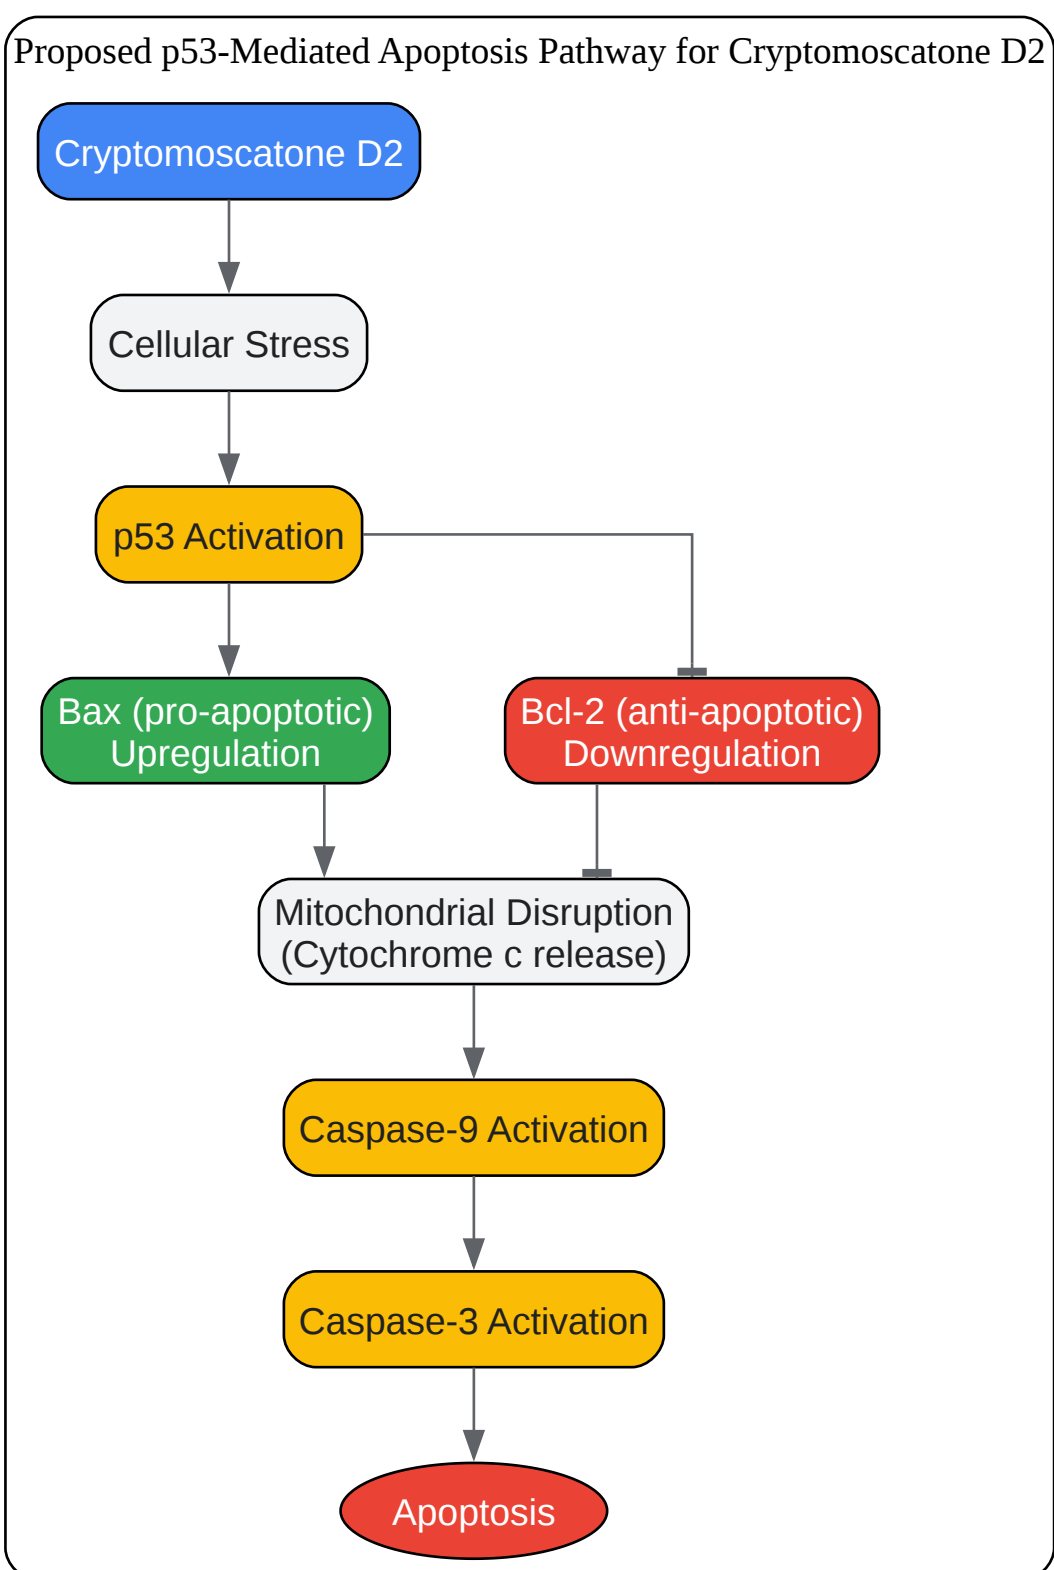 Proposed p53-Mediated Apoptosis Pathway for Cryptomoscatone D2
Cryptomoscatone D2
Cellular Stress
p53 Activation
Bax (pro-apoptotic)
Upregulation
Bcl-2 (anti-apoptotic)
Downregulation
Mitochondrial Disruption
(Cytochrome c release)
Caspase-9 Activation
Caspase-3 Activation
Apoptosis